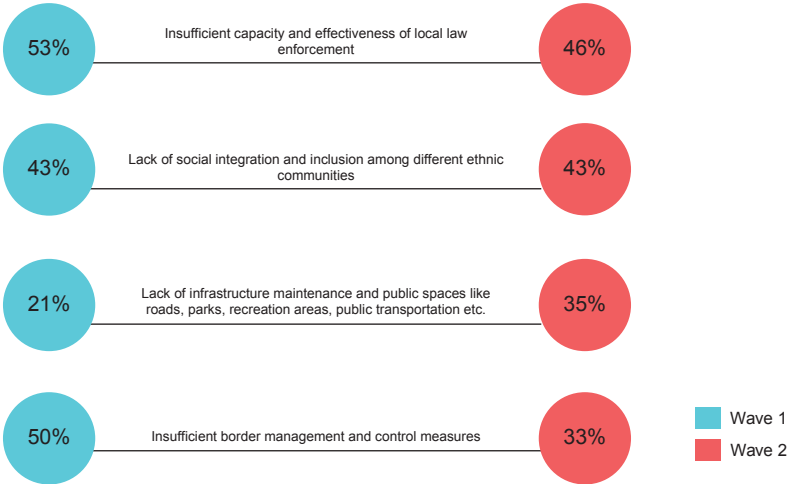 53%
Insufficient capacity and effectiveness of local law
enforcement
46%
43%
Lack of social integration and inclusion among different ethnic
communities
43%
21%
Lack of infrastructure maintenance and public spaces like
roads, parks, recreation areas, public transportation etc.
35%
50%
Insufficient border management and control measures
33%
Wave 1
Wave 2